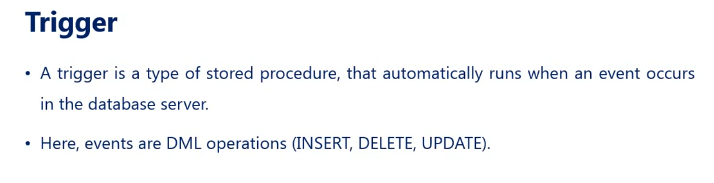 Trigger
• A trigger is a type of stored procedure, that automatically runs when an event occurs
in the database server.
• Here, events are DML operations (INSERT, DELETE, UPDATE).